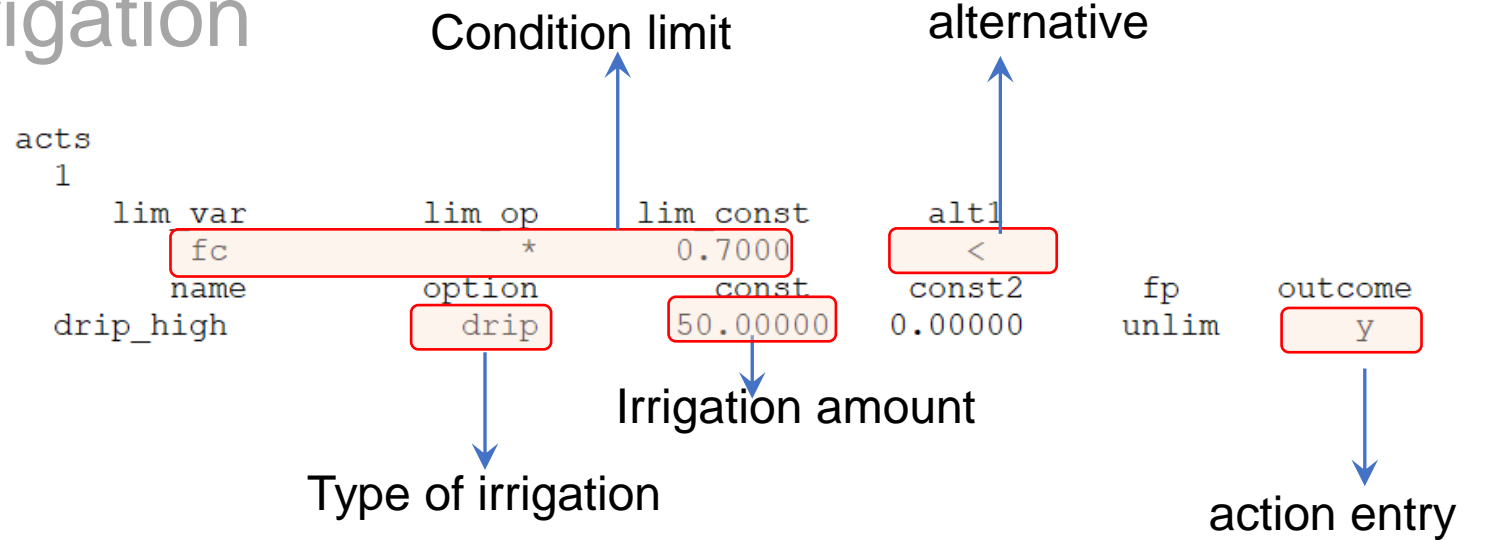 igation
Condition limit
alternative
acts
1
lim_var lim_op lim_const alt1
fc * 0.7000 <
name option const const2 fp outcome
drip_high drip 50.00000 0.00000 unlim y
Irrigation amount
Type of irrigation
action entry